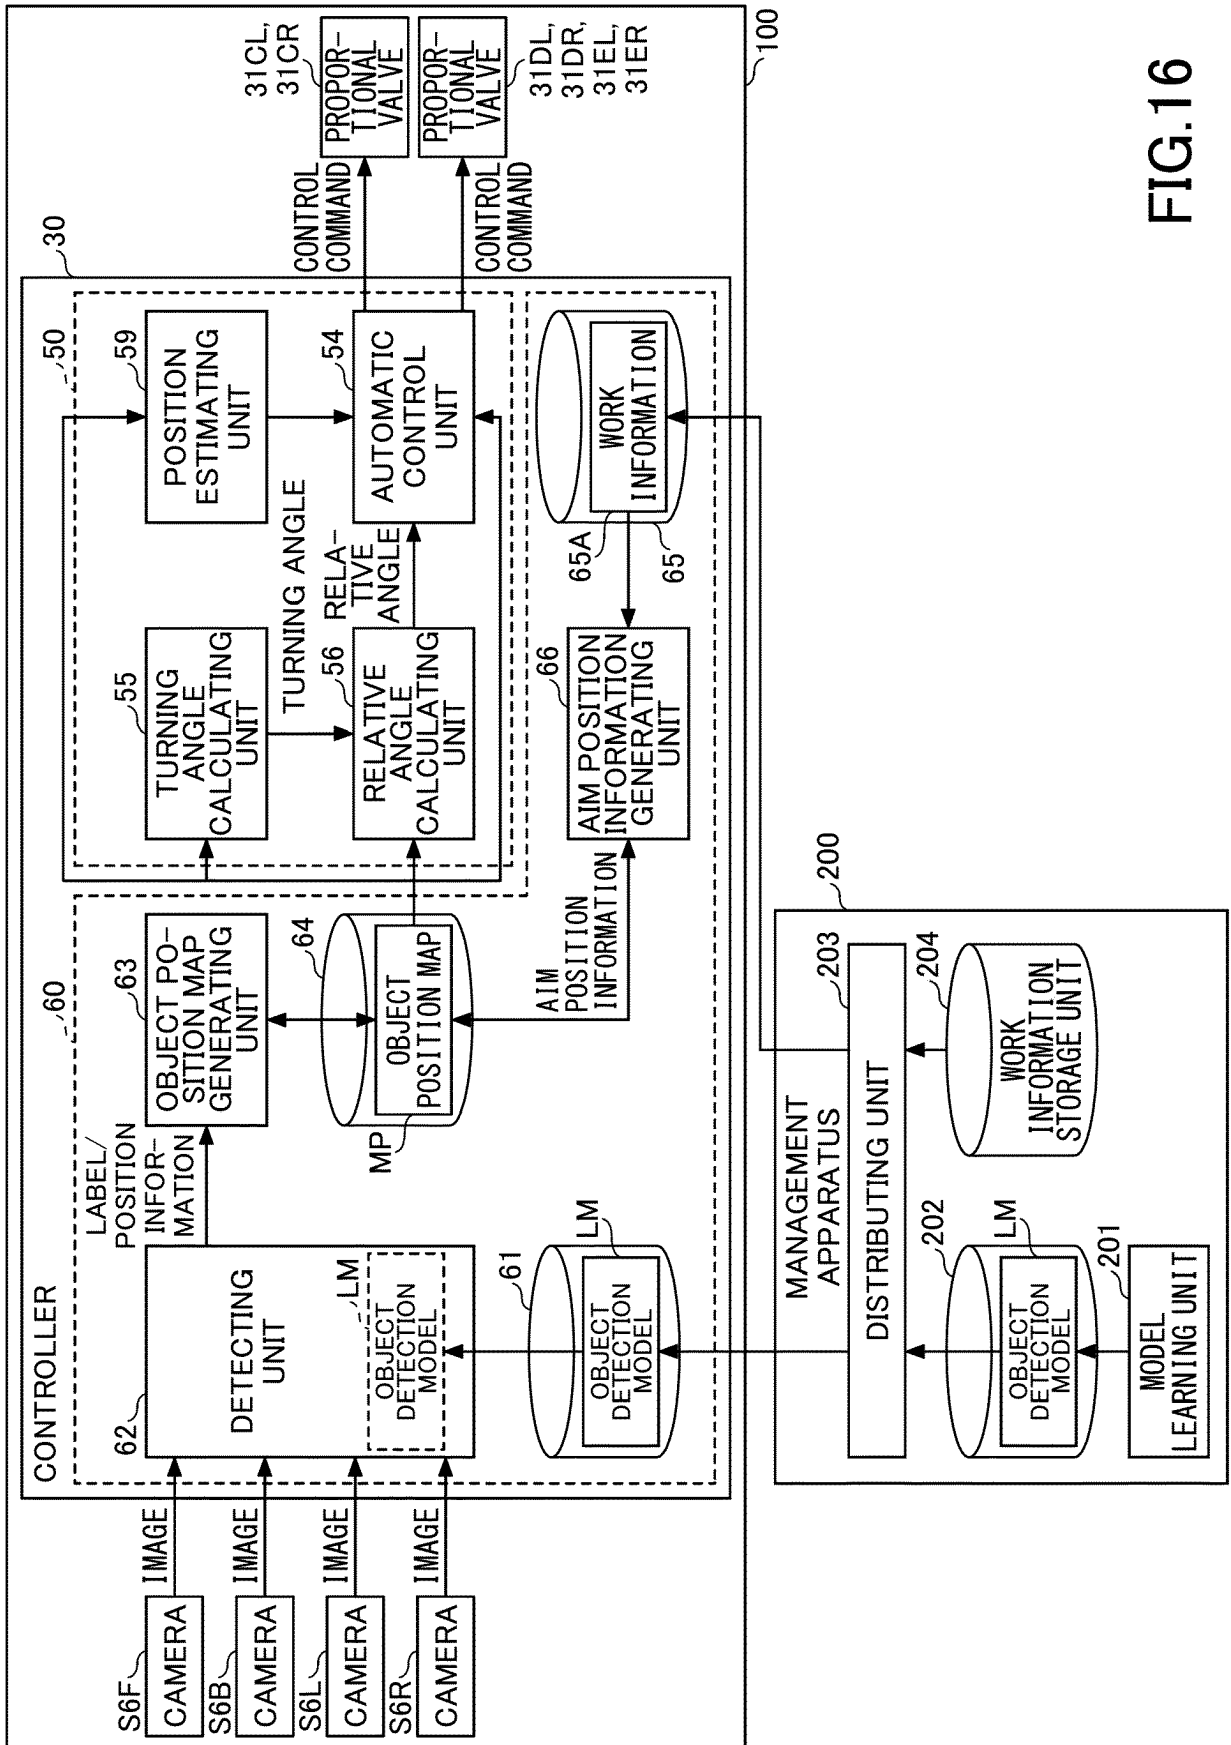 FIG.16
100
CONTROLLER
30
60
50
S6F
CAMERA
IMAGE
S6B
CAMERA
IMAGE
S6L
CAMERA
IMAGE
S6R
CAMERA
IMAGE
62
DETECTING
UNIT
LM
OBJECT
DETECTION
MODEL
LABEL/
POSITION
INFOR-
MATION
63
OBJECT PO-
SITION MAP
GENERATING
UNIT
64
OBJECT
POSITION MAP
MP
55
TURNING
ANGLE
CALCULATING
UNIT
TURNING ANGLE
56
RELATIVE
ANGLE
CALCULATING
UNIT
RELA-
TIVE
ANGLE
59
POSITION
ESTIMATING
UNIT
54
AUTOMATIC
CONTROL
UNIT
CONTROL
COMMAND
CONTROL
COMMAND
PROPOR-
TIONAL
VALVE
31CL,
31CR
PROPOR-
TIONAL
VALVE
31DL,
31DR,
31EL,
31ER
61
LM
OBJECT
DETECTION
MODEL
AIM
POSITION
INFORMATION
66
AIM POSITION
INFORMATION
GENERATING
UNIT
65A
65
WORK
INFORMATION
200
MANAGEMENT
APPARATUS
203
DISTRIBUTING UNIT
202
LM
OBJECT
DETECTION
MODEL
201
MODEL
LEARNING UNIT
204
WORK
INFORMATION
STORAGE UNIT